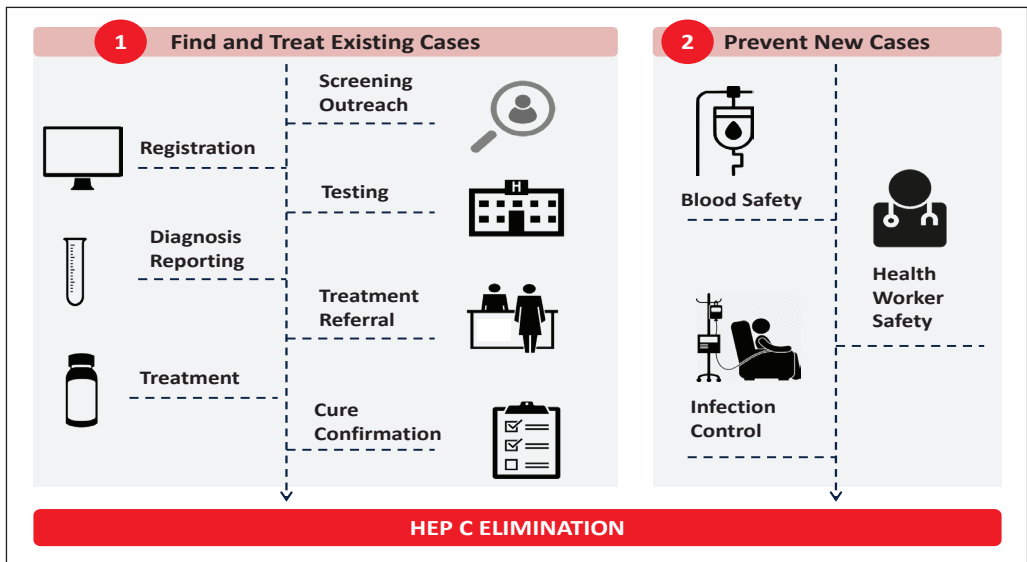 1 Find and Treat Existing Cases
Screening
Outreach
Registration
Testing
H
Diagnosis
Reporting
Treatment
Referral
Treatment
Cure
Confirmation
2 Prevent New Cases
Blood Safety
Health
Worker
Safety
Infection
Control
HEP C ELIMINATION